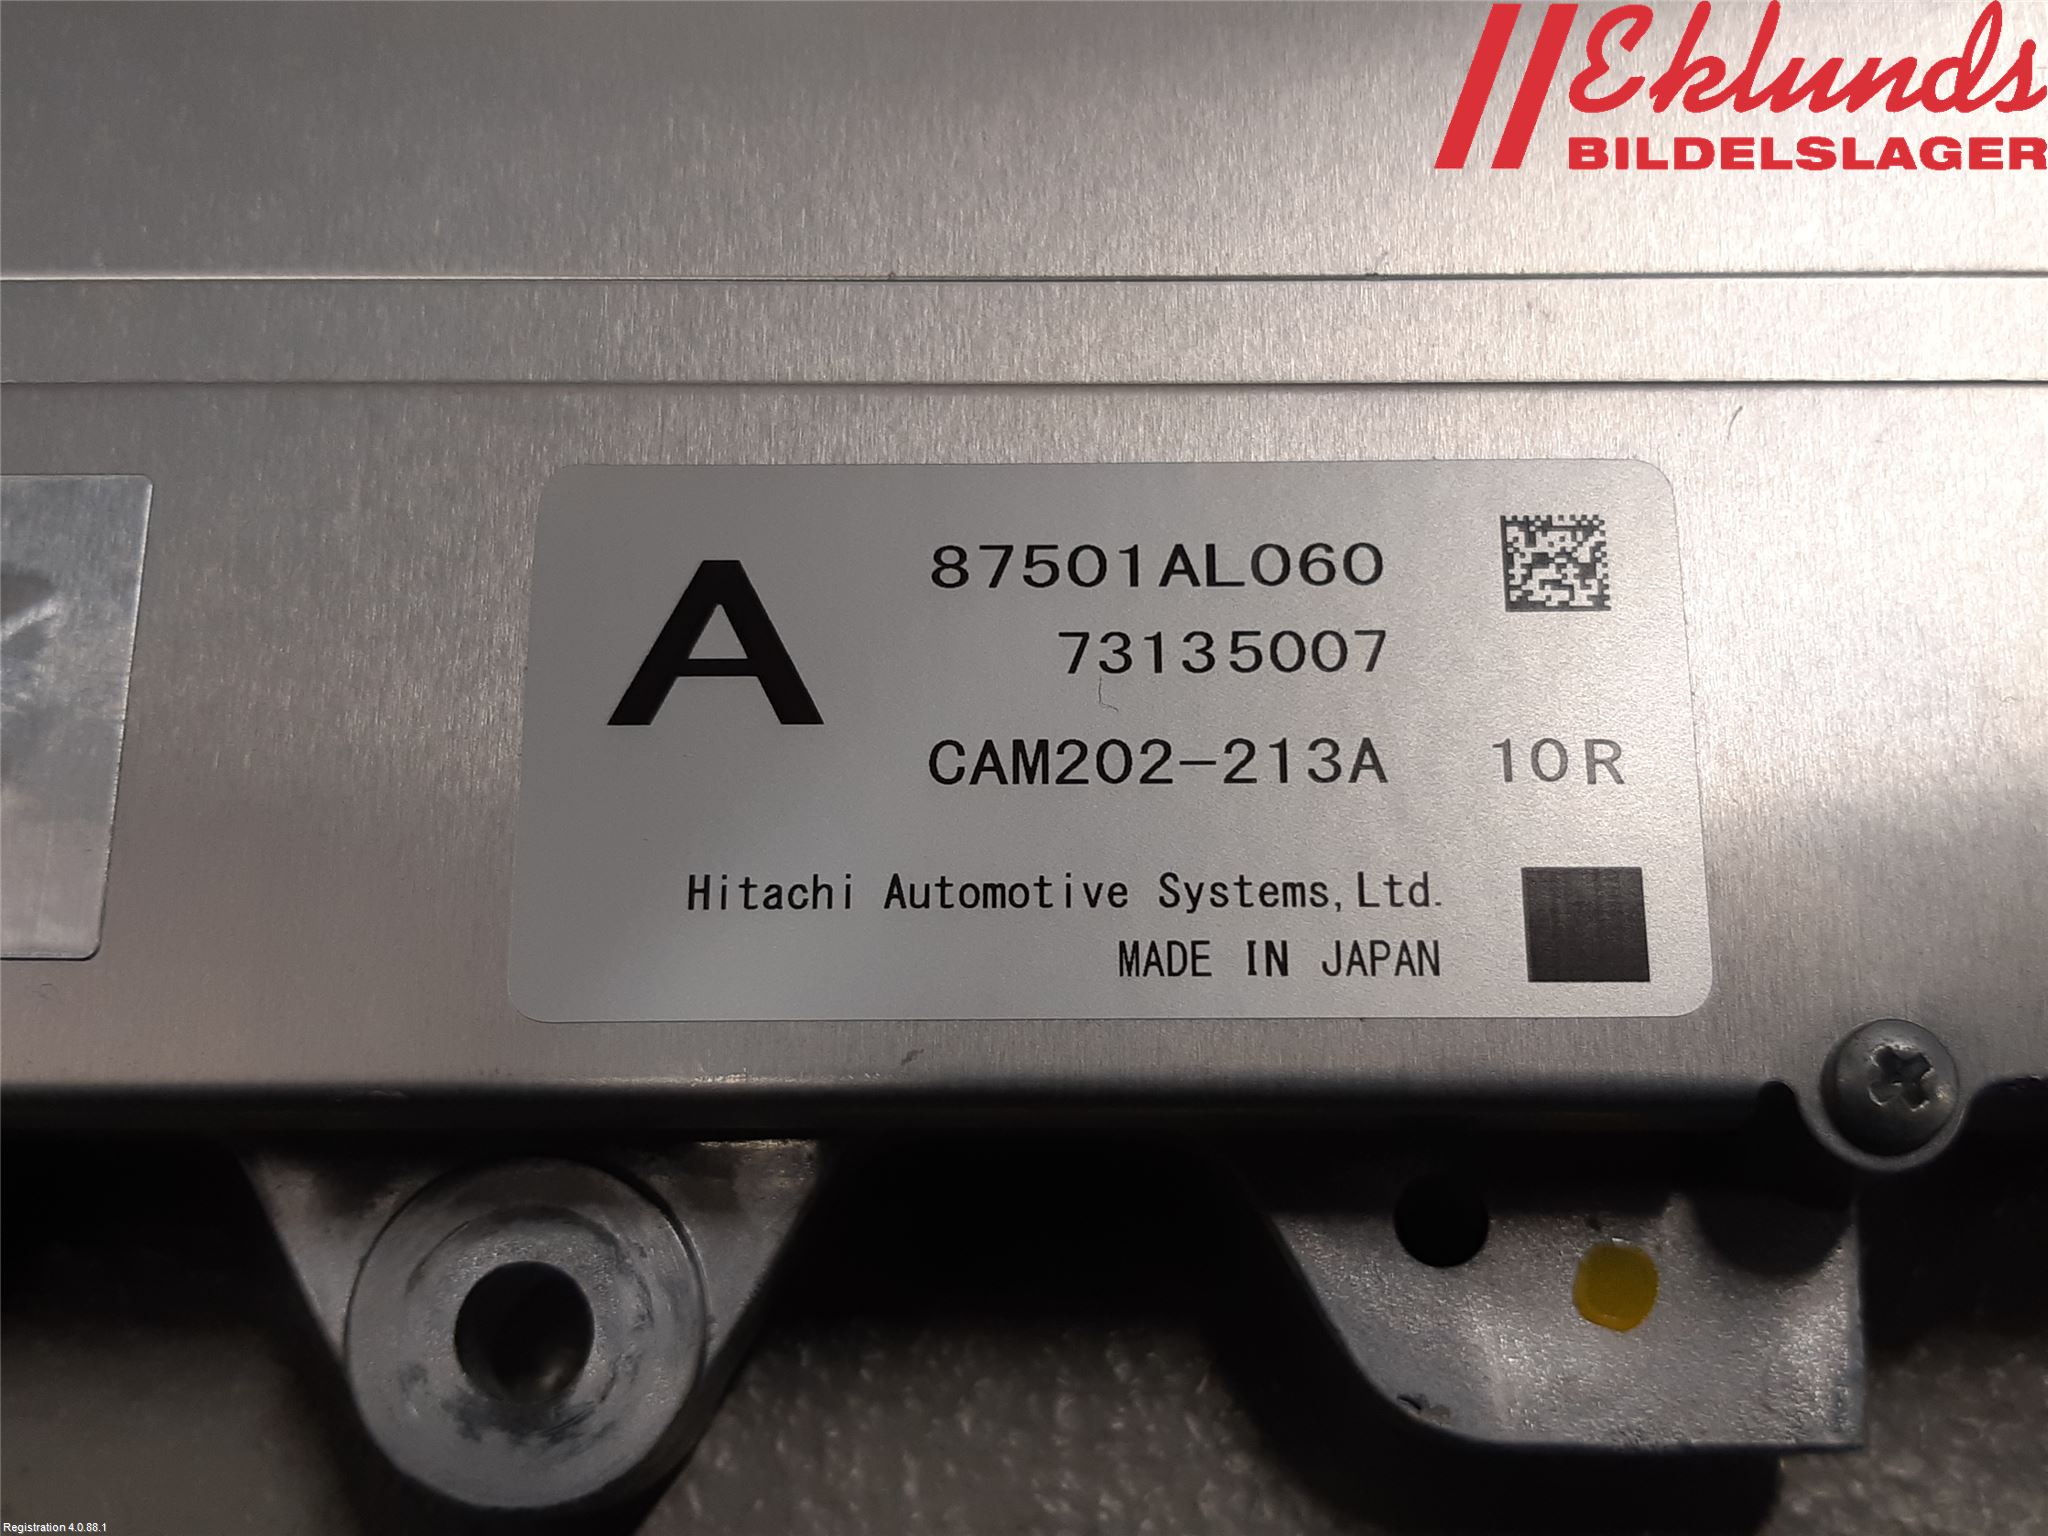 Eklunds
BILDELSLAGER
A
87501AL060
73135007
CAM202-213A 10R
Hitachi Automotive Systems,Ltd.
MADE IN JAPAN
Registration 4.0.88.1